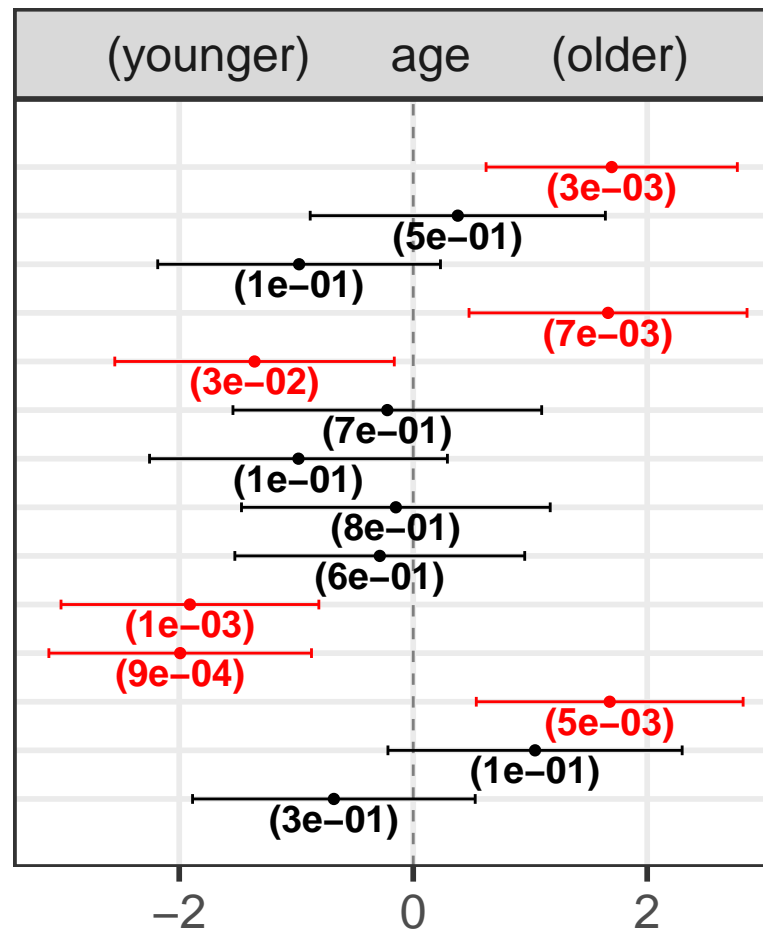 (younger) age (older)
(3e−03)
(5e−01)
(1e−01)
(7e−03)
(3e−02)
(7e−01)
(1e−01)
(8e−01)
(6e−01)
(1e−03)
(9e−04)
(5e−03)
(1e−01)
(3e−01)
−2 0 2